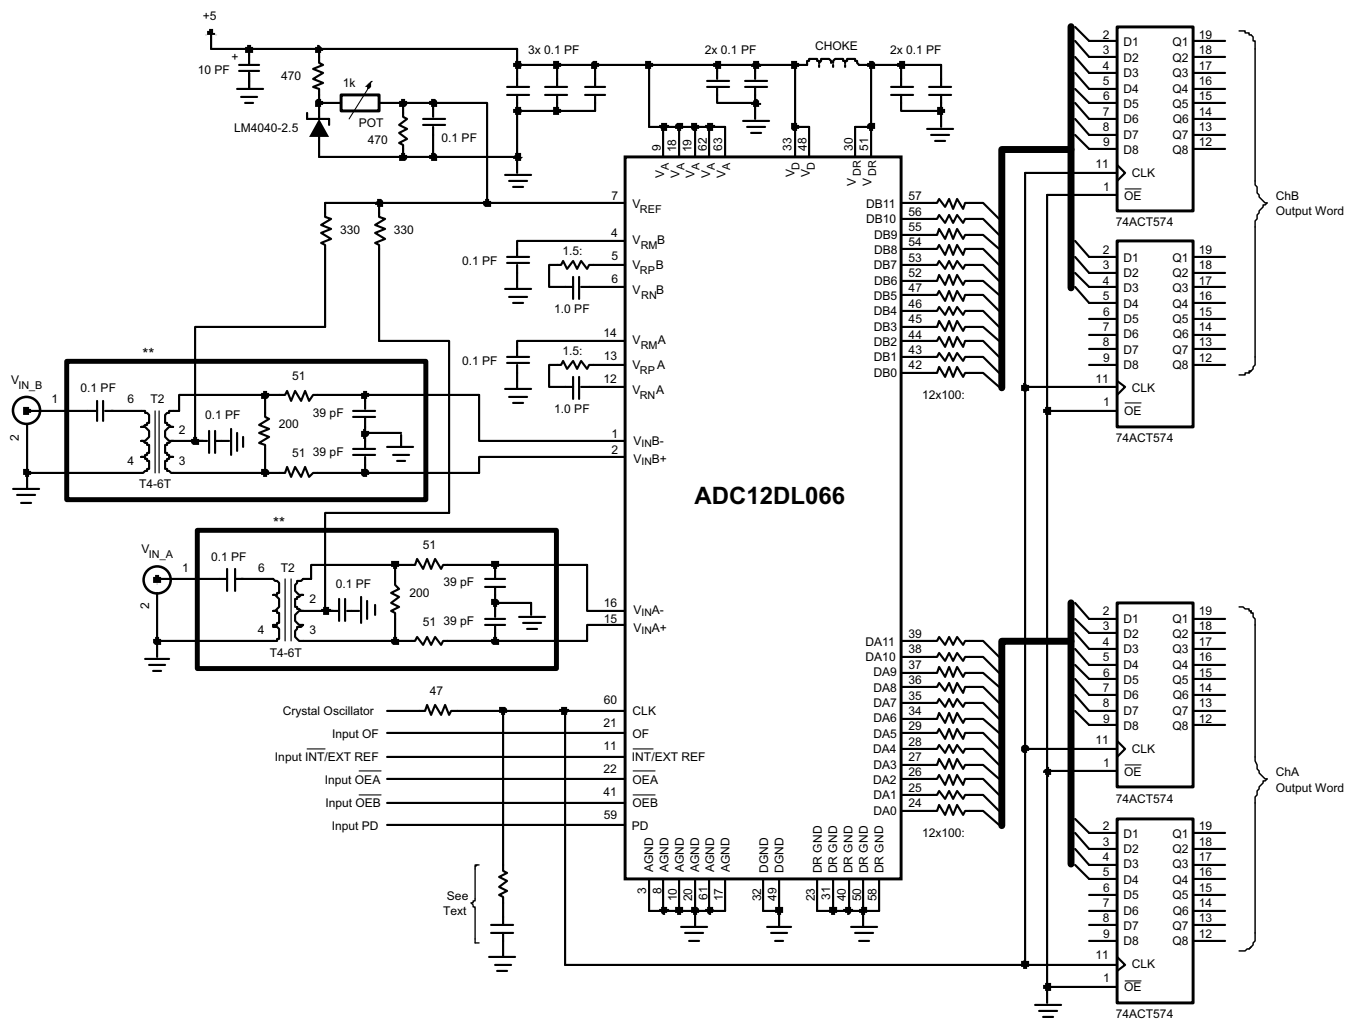 +5
10 PF
+
470
1k
POT
LM4040-2.5
470
0.1 PF
3x 0.1 PF
2x 0.1 PF
CHOKE
2x 0.1 PF
9 18 19 62 63
VA VA VA VA VA
33 48
VD VD
30 51
VDR VDR
330
330
7 VREF
0.1 PF
4 VRMB
1.5:
5 VRPB
6 VRNB
1.0 PF
0.1 PF
14 VRMA
1.5:
13 VRPA
12 VRNA
1.0 PF
**
VIN_B
1
2
0.1 PF
6
4
T2
2
3
T4-6T
0.1 PF
200
51
51
39 pF
39 pF
1 VINB-
2 VINB+
ADC12DL066
**
VIN_A
1
2
0.1 PF
6
4
T2
2
3
T4-6T
0.1 PF
200
51
51
39 pF
39 pF
16 VINA-
15 VINA+
Crystal Oscillator
47
60 CLK
Input OF 21 OF
Input INT/EXT REF 11 INT/EXT REF
Input OEA 22 OEA
Input OEB 41 OEB
Input PD 59 PD
See
Text
AGND AGND AGND AGND AGND AGND
3 8 10 20 61 17
DGND DGND
32 49
DR GND DR GND DR GND DR GND DR GND
23 31 40 50 58
DB11 57
DB10 56
DB9 55
DB8 54
DB7 53
DB6 52
DB5 47
DB4 46
DB3 45
DB2 44
DB1 43
DB0 42
12x100:
DA11 39
DA10 38
DA9 37
DA8 36
DA7 35
DA6 34
DA5 29
DA4 28
DA3 27
DA2 26
DA1 25
DA0 24
12x100:
2 D1 Q1 19
3 D2 Q2 18
4 D3 Q3 17
5 D4 Q4 16
6 D5 Q5 15
7 D6 Q6 14
8 D7 Q7 13
9 D8 Q8 12
11 CLK
1 OE
74ACT574
2 D1 Q1 19
3 D2 Q2 18
4 D3 Q3 17
5 D4 Q4 16
6 D5 Q5 15
7 D6 Q6 14
8 D7 Q7 13
9 D8 Q8 12
11 CLK
1 OE
74ACT574
ChB
Output Word
2 D1 Q1 19
3 D2 Q2 18
4 D3 Q3 17
5 D4 Q4 16
6 D5 Q5 15
7 D6 Q6 14
8 D7 Q7 13
9 D8 Q8 12
11 CLK
1 OE
74ACT574
2 D1 Q1 19
3 D2 Q2 18
4 D3 Q3 17
5 D4 Q4 16
6 D5 Q5 15
7 D6 Q6 14
8 D7 Q7 13
9 D8 Q8 12
11 CLK
1 OE
74ACT574
ChA
Output Word